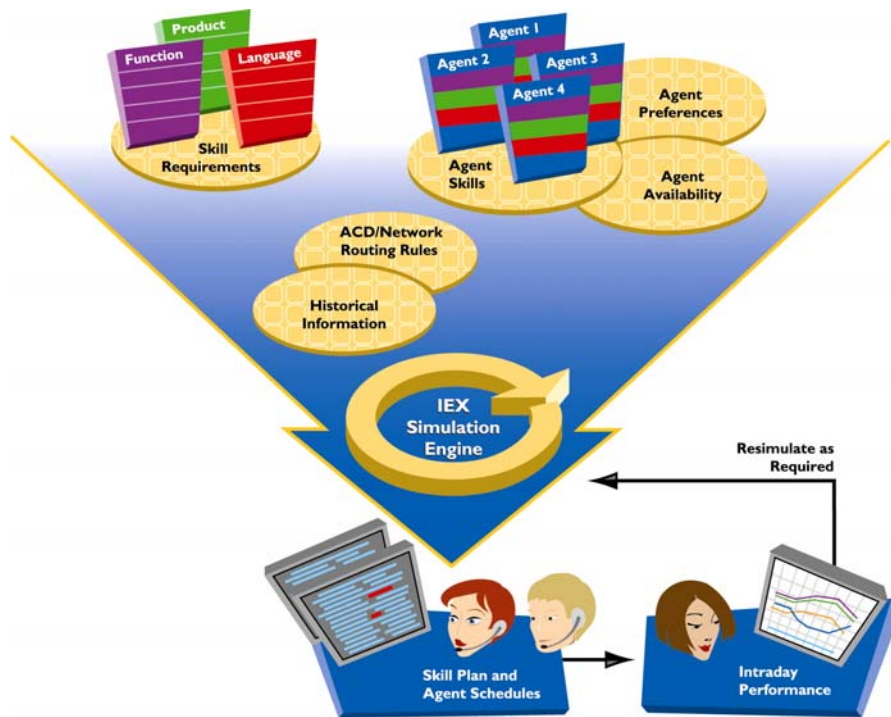 Product
Function
Language
Skill
Requirements
Agent 1
Agent 2
Agent 3
Agent 4
Agent
Preferences
Agent
Skills
Agent
Availability
ACD/Network
Routing Rules
Historical
Information
IEX
Simulation
Engine
Resimulate as
Required
Skill Plan and
Agent Schedules
Intraday
Performance